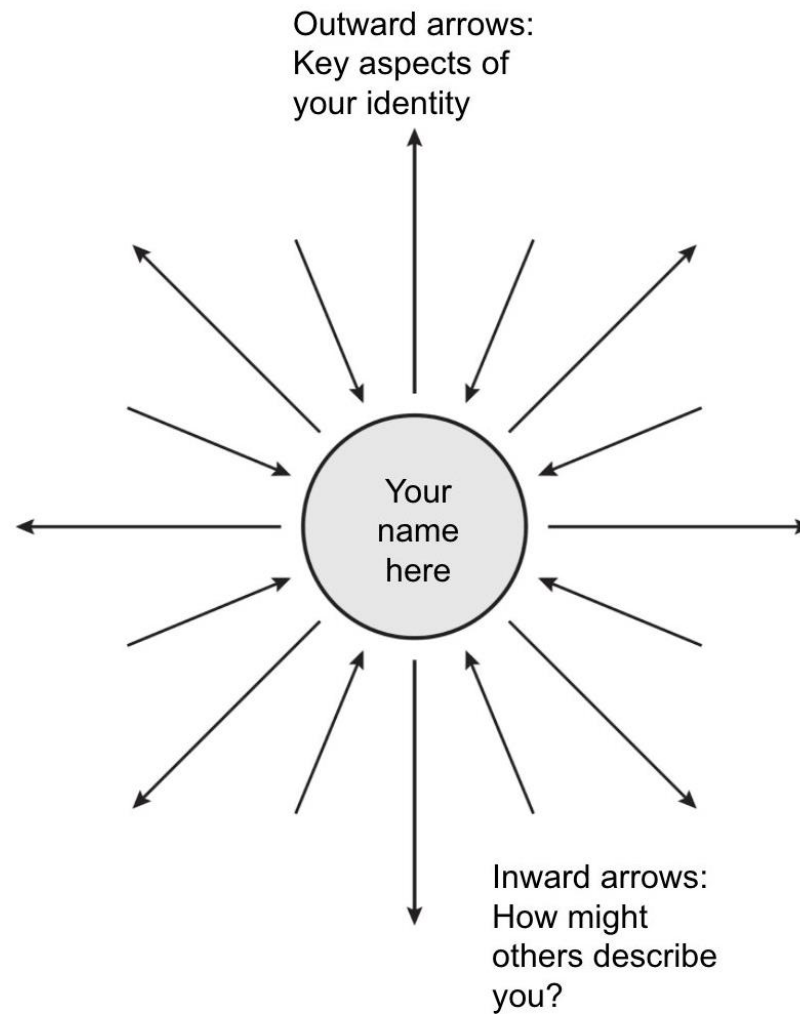 Outward arrows:
Key aspects of
your identity
Your
name
here
Inward arrows:
How might
others describe
you?